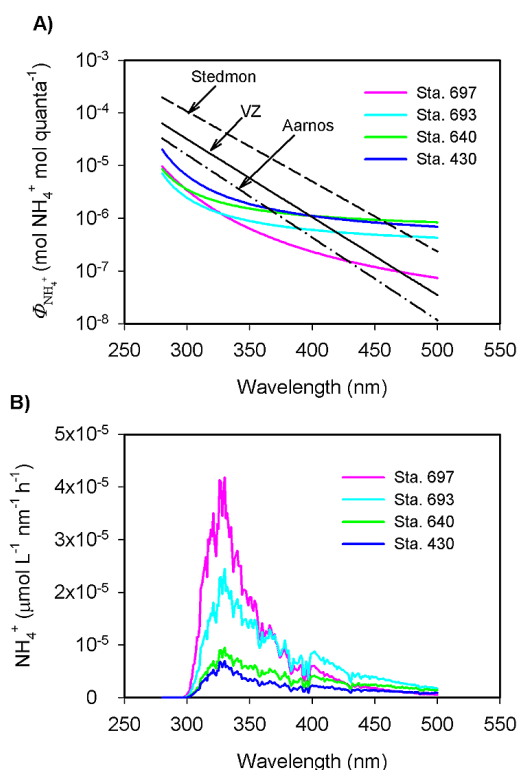 A)
10⁻³
10⁻⁴
10⁻⁵
10⁻⁶
10⁻⁷
10⁻⁸
Φ_NH₄⁺ (mol NH₄⁺ mol quanta⁻¹)
Stedmon
VZ
Aarnos
Sta. 697
Sta. 693
Sta. 640
Sta. 430
250 300 350 400 450 500 550
Wavelength (nm)
B)
5x10⁻⁵
4x10⁻⁵
3x10⁻⁵
2x10⁻⁵
10⁻⁵
0
NH₄⁺ (μmol L⁻¹ nm⁻¹ h⁻¹)
Sta. 697
Sta. 693
Sta. 640
Sta. 430
250 300 350 400 450 500 550
Wavelength (nm)